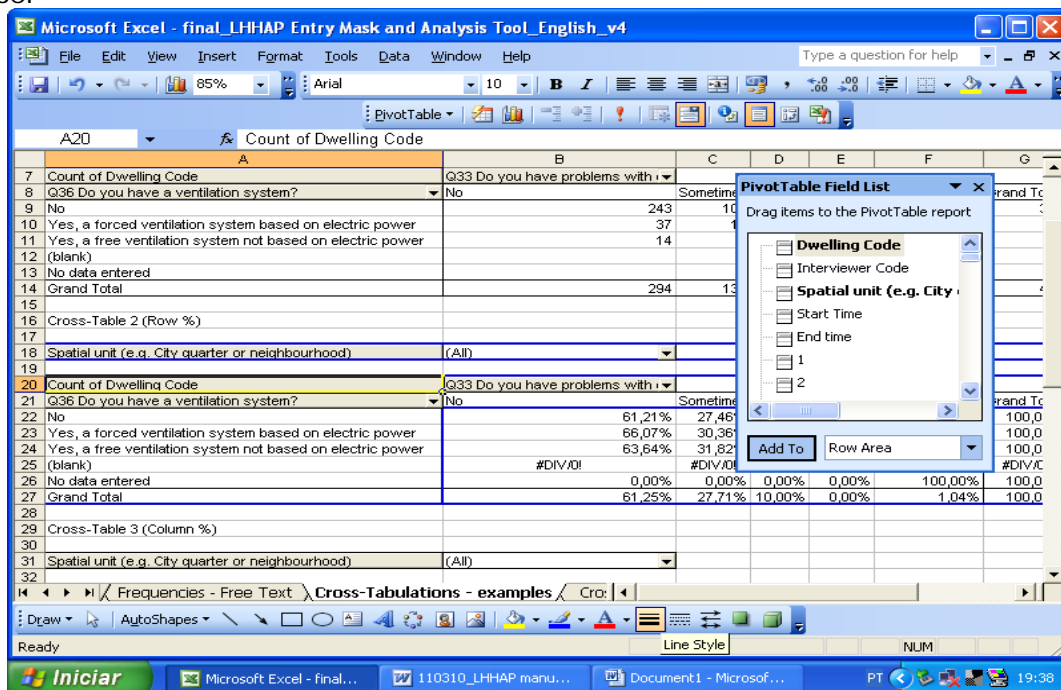 Microsoft Excel - final_LHHAP Entry Mask and Analysis Tool_English_v4
File Edit View Insert Format Tools Data Window Help Type a question for help
85% Arial 10 B I
PivotTable
A20 fx Count of Dwelling Code
A B C D E F G
7 Count of Dwelling Code Q33 Do you have problems with
8 Q36 Do you have a ventilation system? No Sometime
9 No 243 10
10 Yes, a forced ventilation system based on electric power 37 1
11 Yes, a free ventilation system not based on electric power 14
12 (blank)
13 No data entered
14 Grand Total 294 13
15
16 Cross-Table 2 (Row %)
17
18 Spatial unit (e.g. City quarter or neighbourhood) (All)
19
20 Count of Dwelling Code Q33 Do you have problems with
21 Q36 Do you have a ventilation system? No Sometime
22 No 61,21% 27,46 100,0
23 Yes, a forced ventilation system based on electric power 66,07% 30,36 100,0
24 Yes, a free ventilation system not based on electric power 63,64% 31,82 100,0
25 (blank) #DIV/0! #DIV/0! #DIV/0
26 No data entered 0,00% 0,00% 0,00% 0,00% 100,00% 100,0
27 Grand Total 61,25% 27,71% 10,00% 0,00% 1,04% 100,0
28
29 Cross-Table 3 (Column %)
30
31 Spatial unit (e.g. City quarter or neighbourhood) (All)
32
PivotTable Field List
Drag items to the PivotTable report
Dwelling Code
Interviewer Code
Spatial unit (e.g. City
Start Time
End time
1
2
Add To Row Area
Frequencies - Free Text Cross-Tabulations - examples Cro
Draw AutoShapes
Line Style
Ready NUM
Iniciar Microsoft Excel - final... 110310_LHHAP manu... Document1 - Microsof... PT 19:38